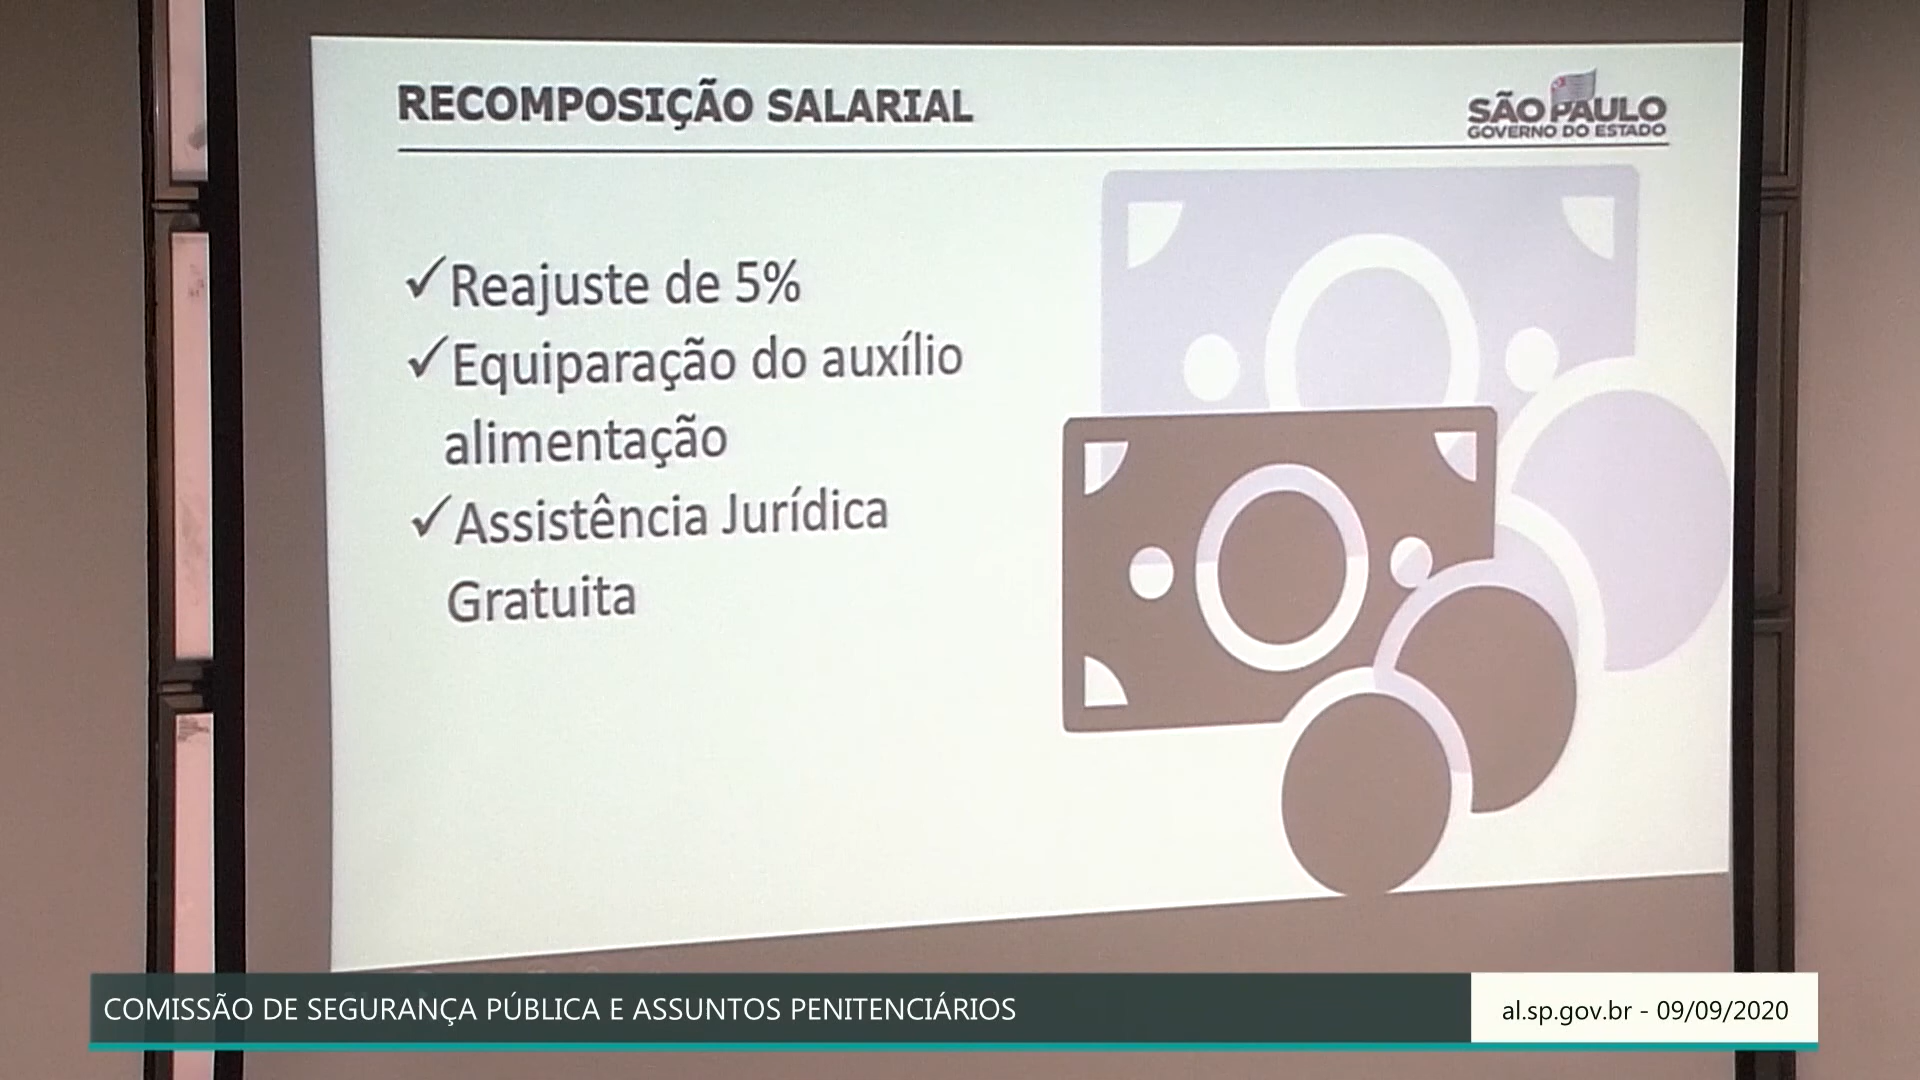 RECOMPOSIÇÃO SALARIAL
SÃO PAULO
GOVERNO DO ESTADO
✓Reajuste de 5%
✓Equiparação do auxílio
alimentação
✓Assistência Jurídica
Gratuita
COMISSÃO DE SEGURANÇA PÚBLICA E ASSUNTOS PENITENCIÁRIOS
al.sp.gov.br - 09/09/2020